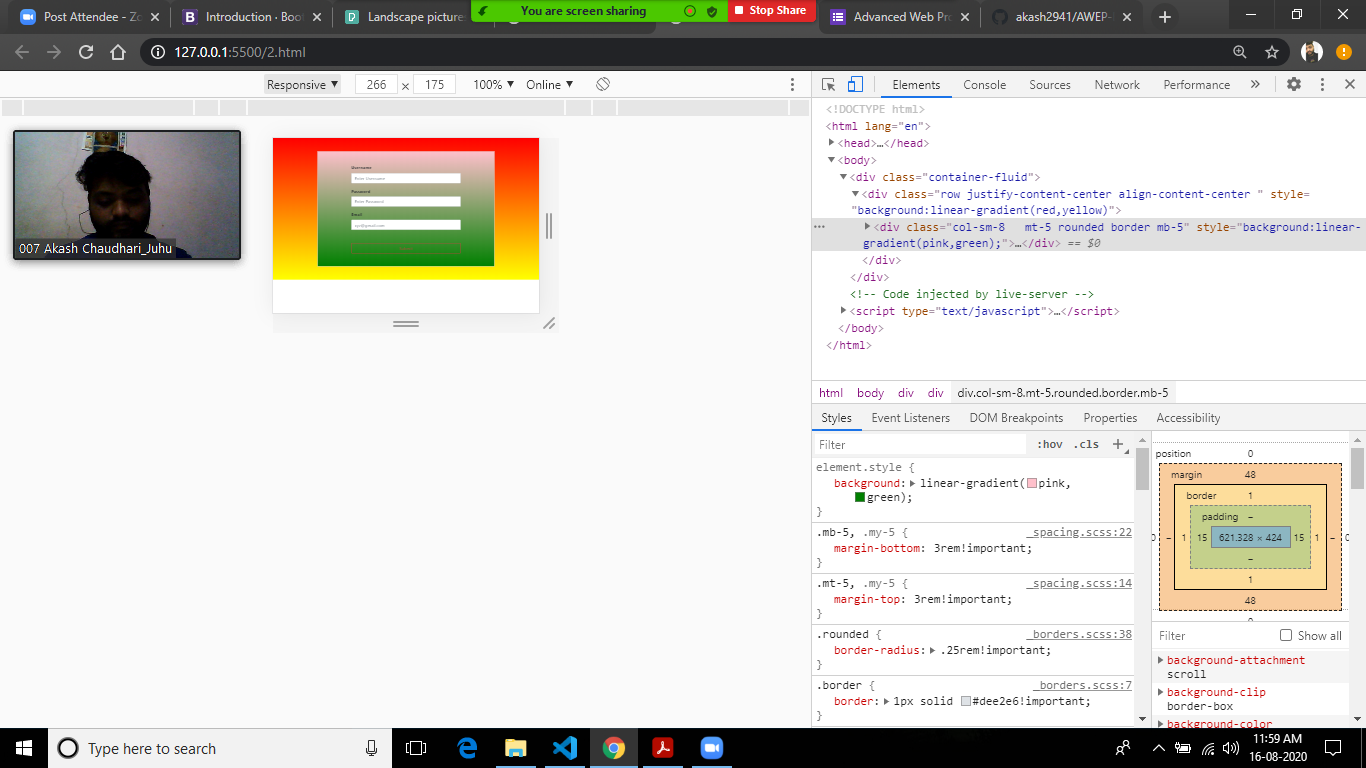 Post Attendee - Zo
Introduction · Boo
Landscape picture
You are screen sharing
Stop Share
Advanced Web Pro
akash2941/AWEP-
127.0.0.1:5500/2.html
Responsive ▼ 266 × 175 100% ▼ Online ▼
Elements Console Sources Network Performance »
007 Akash Chaudhari_Juhu
Username
Enter Username
Password
Enter Password
Email
<!DOCTYPE html>
<html lang="en">
<head>…</head>
<body>
<div class="container-fluid">
<div class="row justify-content-center align-content-center " style=
"background:linear-gradient(red,yellow)">
<div class="col-sm-8   mt-5 rounded border mb-5" style="background:linear-
gradient(pink,green);">…</div> == $0
</div>
</div>
<!-- Code injected by live-server -->
<script type="text/javascript">…</script>
</body>
</html>
html body div div div.col-sm-8.mt-5.rounded.border.mb-5
Styles Event Listeners DOM Breakpoints Properties Accessibility
Filter :hov .cls +
element.style {
background: linear-gradient(pink,
green);
}
.mb-5, .my-5 { _spacing.scss:22
margin-bottom: 3rem!important;
}
.mt-5, .my-5 { _spacing.scss:14
margin-top: 3rem!important;
}
.rounded { _borders.scss:38
border-radius: .25rem!important;
}
.border { _borders.scss:7
border: 1px solid #dee2e6!important;
}
position 0
margin 48
border 1
padding –
– 1 15 621.328 × 424 15 1 –
–
1
48
Filter Show all
background-attachment
scroll
background-clip
border-box
background-color
Type here to search
11:59 AM
16-08-2020